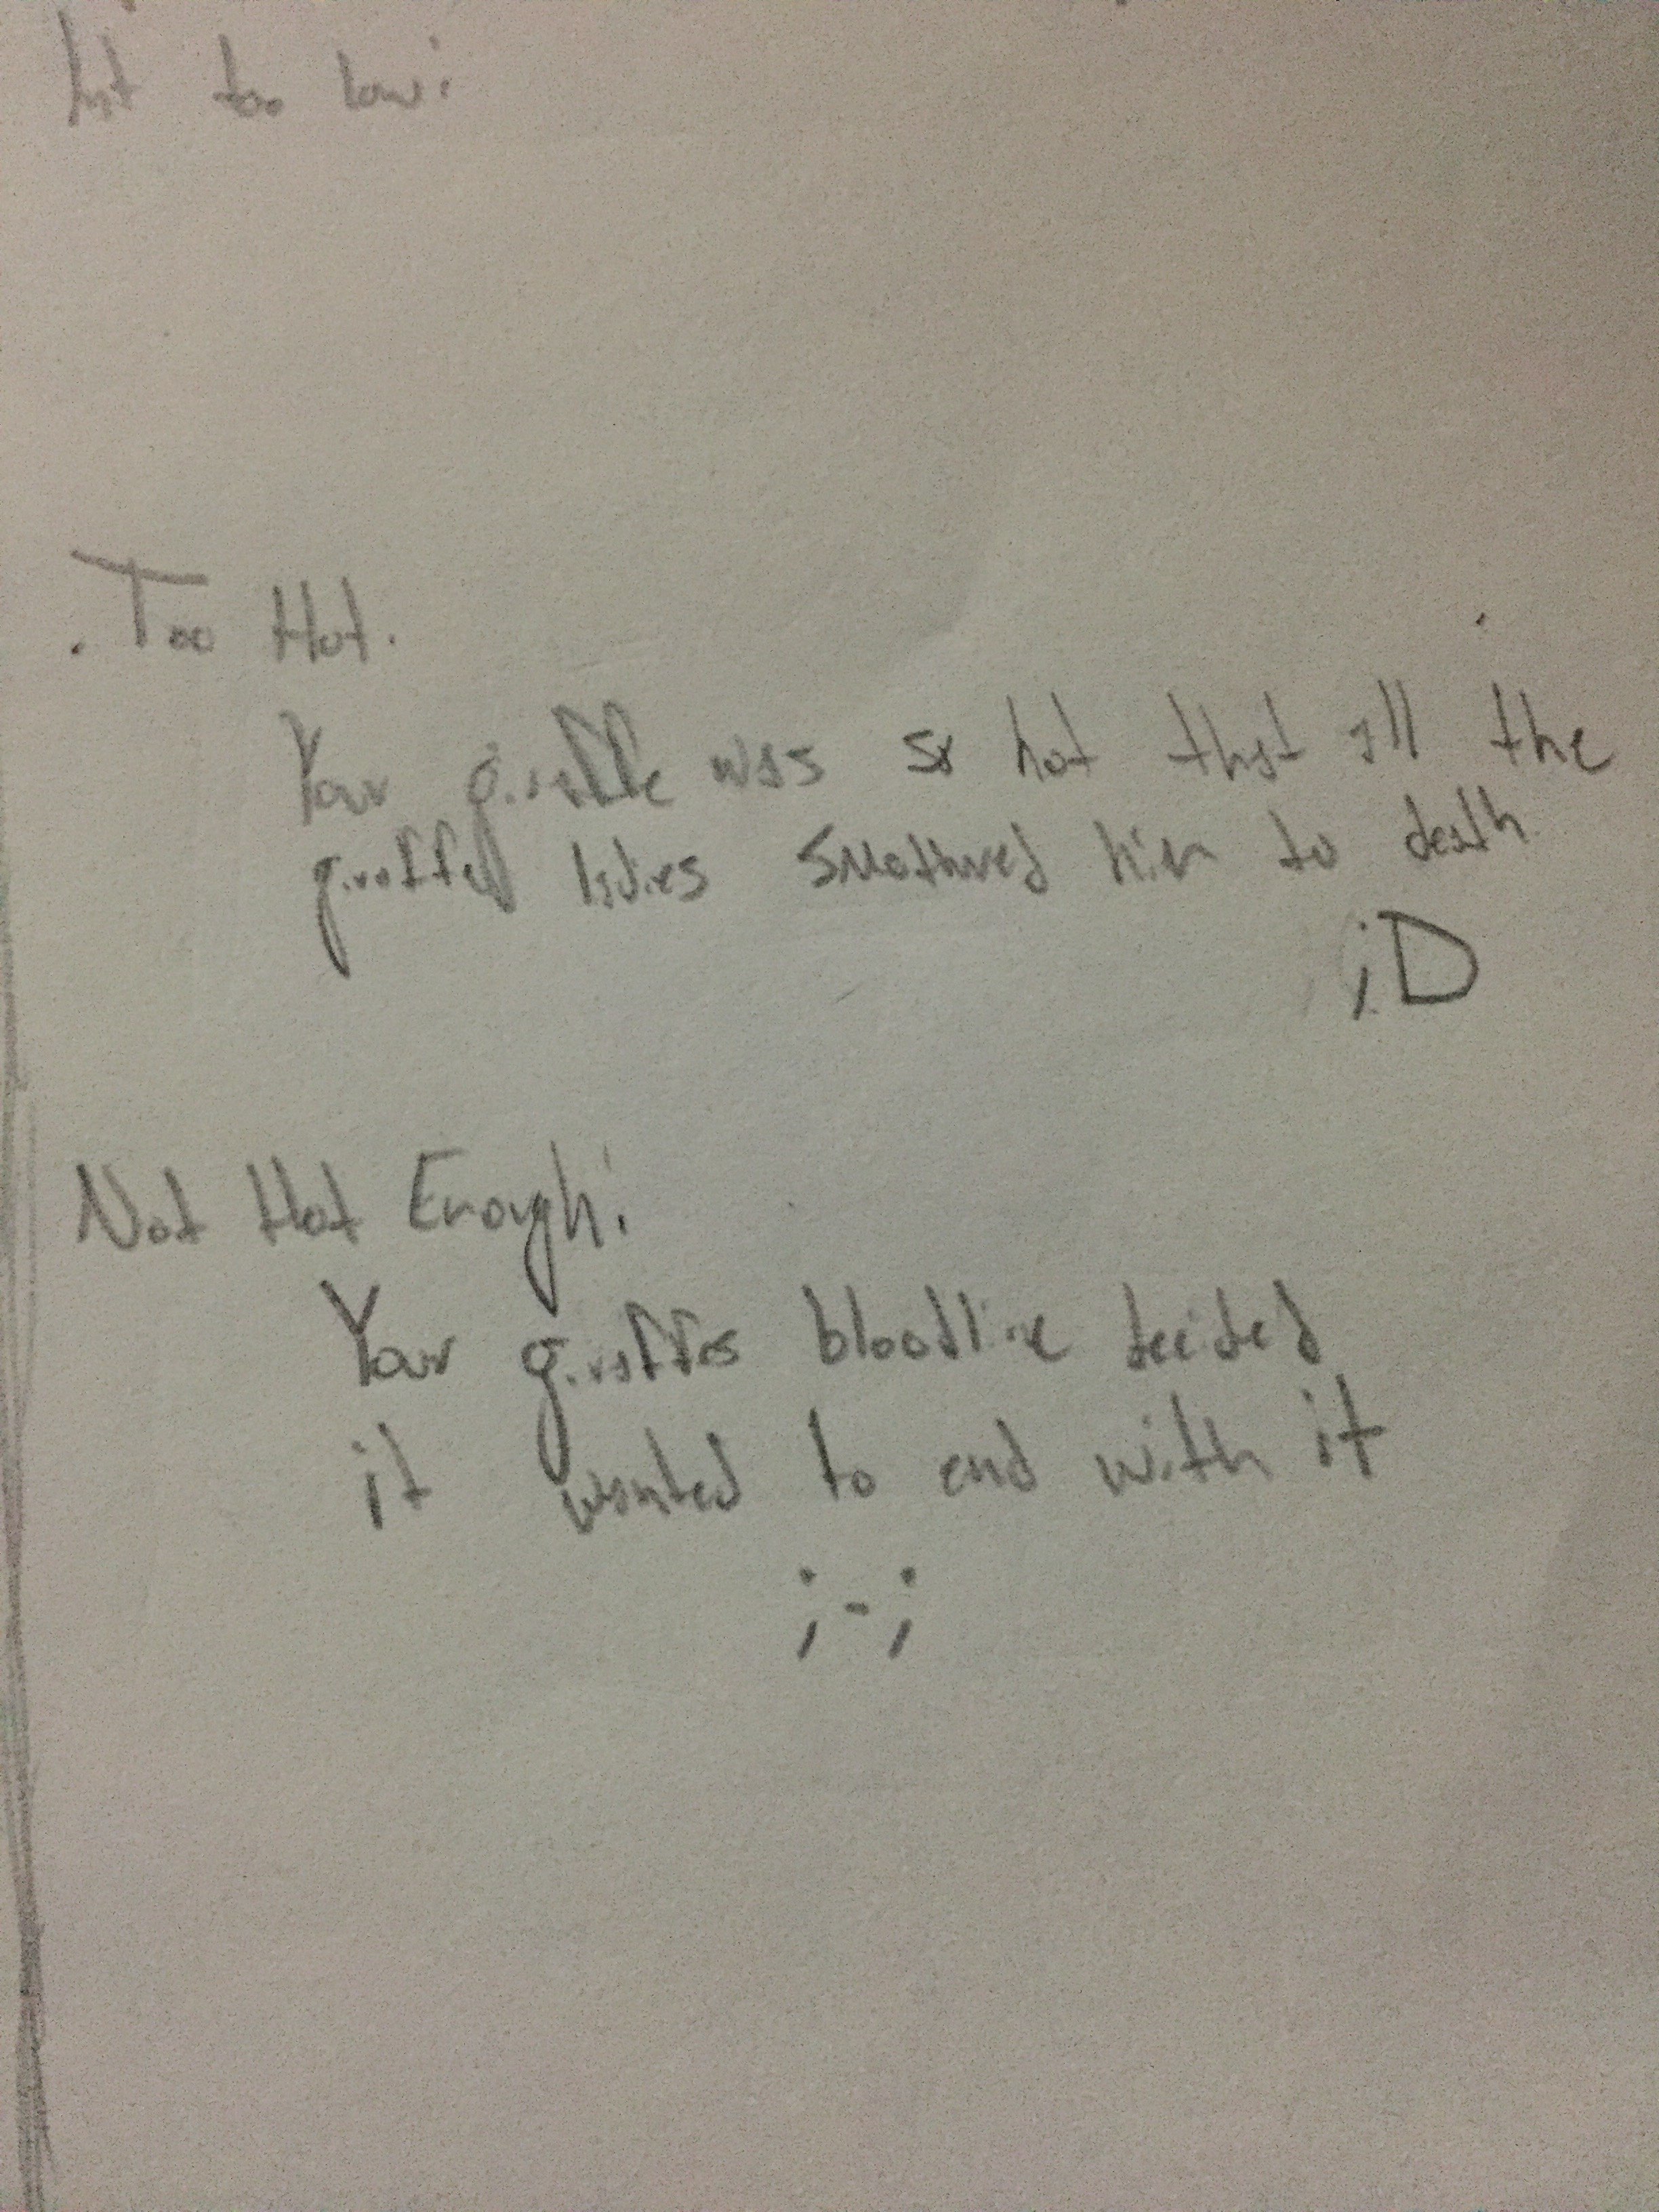 Int too low:
Too Hot.
Your giraffe was so hot that all the
giraffe ladies smothered him to death
;D
Not Hot Enough:
Your giraffes bloodline decided
it wanted to end with it
;-;